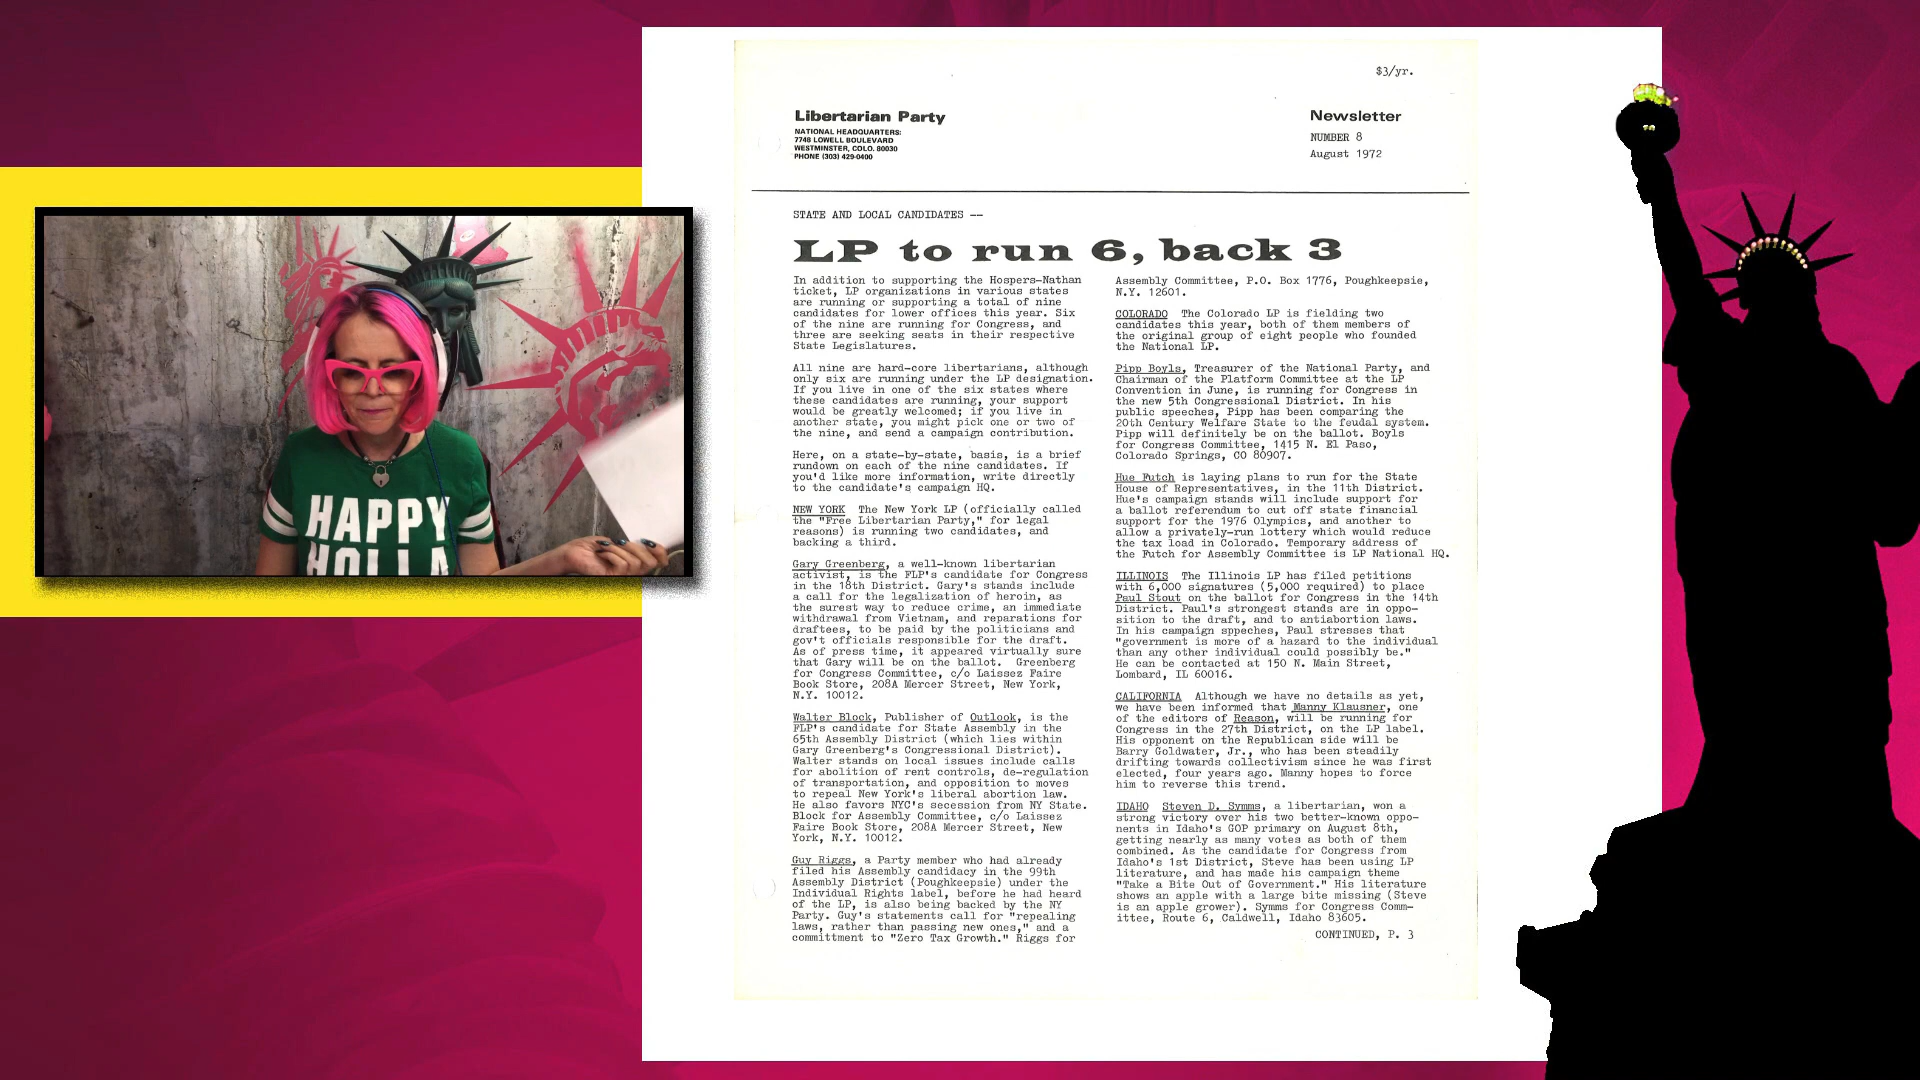 HAPPY
HOLLA
$3/yr.
Libertarian Party
NATIONAL HEADQUARTERS:
7748 LOWELL BOULEVARD
WESTMINSTER, COLO. 80030
PHONE (303) 429-0400
Newsletter
NUMBER 8
August 1972
STATE AND LOCAL CANDIDATES --
LP to run 6, back 3
In addition to supporting the Hospers-Nathan
ticket, LP organizations in various states
are running or supporting a total of nine
candidates for lower offices this year. Six
of the nine are running for Congress, and
three are seeking seats in their respective
State Legislatures.
All nine are hard-core libertarians, although
only six are running under the LP designation.
If you live in one of the six states where
these candidates are running, your support
would be greatly welcomed; if you live in
another state, you might pick one or two of
the nine, and send a campaign contribution.
Here, on a state-by-state, basis, is a brief
rundown on each of the nine candidates. If
you'd like more information, write directly
to the candidate's campaign HQ.
NEW YORK The New York LP (officially called
the "Free Libertarian Party," for legal
reasons) is running two candidates, and
backing a third.
Gary Greenberg, a well-known libertarian
activist, is the FLP's candidate for Congress
in the 18th District. Gary's stands include
a call for the legalization of heroin, as
the surest way to reduce crime, an immediate
withdrawal from Vietnam, and reparations for
draftees, to be paid by the politicians and
gov't officials responsible for the draft.
As of press time, it appeared virtually sure
that Gary will be on the ballot. Greenberg
for Congress Committee, c/o Laissez Faire
Book Store, 208A Mercer Street, New York,
N.Y. 10012.
Walter Block, Publisher of Outlook, is the
FLP's candidate for State Assembly in the
65th Assembly District (which lies within
Gary Greenberg's Congressional District).
Walter stands on local issues include calls
for abolition of rent controls, de-regulation
of transportation, and opposition to moves
to repeal New York's liberal abortion law.
He also favors NYC's secession from NY State.
Block for Assembly Committee, c/o Laissez
Faire Book Store, 208A Mercer Street, New
York, N.Y. 10012.
Guy Riggs, a Party member who had already
filed his Assembly candidacy in the 99th
Assembly District (Poughkeepsie) under the
Individual Rights label, before he had heard
of the LP, is also being backed by the NY
Party. Guy's statements call for "repealing
laws, rather than passing new ones," and a
committment to "Zero Tax Growth." Riggs for
Assembly Committee, P.O. Box 1776, Poughkeepsie,
N.Y. 12601.
COLORADO The Colorado LP is fielding two
candidates this year, both of them members of
the original group of eight people who founded
the National LP.
Pipp Boyls, Treasurer of the National Party, and
Chairman of the Platform Committee at the LP
Convention in June, is running for Congress in
the new 5th Congressional District. In his
public speeches, Pipp has been comparing the
20th Century Welfare State to the feudal system.
Pipp will definitely be on the ballot. Boyls
for Congress Committee, 1415 N. El Paso,
Colorado Springs, CO 80907.
Hue Futch is laying plans to run for the State
House of Representatives, in the 11th District.
Hue's campaign stands will include support for
a ballot referendum to cut off state financial
support for the 1976 Olympics, and another to
allow a privately-run lottery which would reduce
the tax load in Colorado. Temporary address of
the Futch for Assembly Committee is LP National HQ.
ILLINOIS The Illinois LP has filed petitions
with 6,000 signatures (5,000 required) to place
Paul Stout on the ballot for Congress in the 14th
District. Paul's strongest stands are in oppo-
sition to the draft, and to antiabortion laws.
In his campaign sppeches, Paul stresses that
"government is more of a hazard to the individual
than any other individual could possibly be."
He can be contacted at 150 N. Main Street,
Lombard, IL 60016.
CALIFORNIA Although we have no details as yet,
we have been informed that Manny Klausner, one
of the editors of Reason, will be running for
Congress in the 27th District, on the LP label.
His opponent on the Republican side will be
Barry Goldwater, Jr., who has been steadily
drifting towards collectivism since he was first
elected, four years ago. Manny hopes to force
him to reverse this trend.
IDAHO Steven D. Symms, a libertarian, won a
strong victory over his two better-known oppo-
nents in Idaho's GOP primary on August 8th,
getting nearly as many votes as both of them
combined. As the candidate for Congress from
Idaho's 1st District, Steve has been using LP
literature, and has made his campaign theme
"Take a Bite Out of Government." His literature
shows an apple with a large bite missing (Steve
is an apple grower). Symms for Congress Comm-
ittee, Route 6, Caldwell, Idaho 83605.
CONTINUED, P. 3